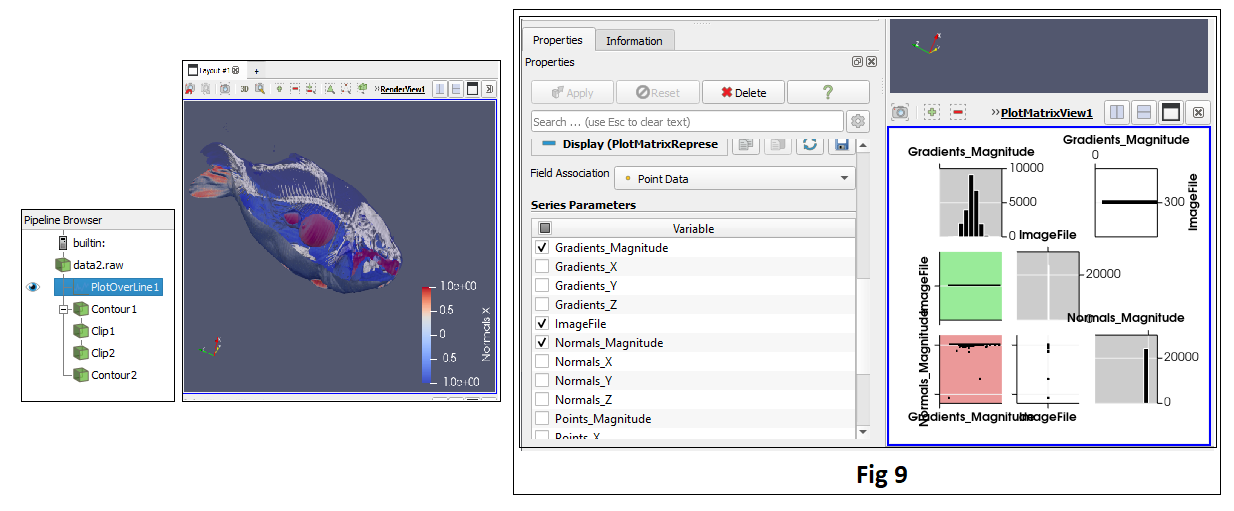 Pipeline Browser
builtin:
data2.raw
PlotOverLine1
Contour1
Clip1
Clip2
Contour2
Layout #1
+
3D
»RenderView1
1.0e+00
0.5
0
0.5
1.0e+00
Normals X
Properties
Information
Properties
Apply
Reset
Delete
?
Search ... (use Esc to clear text)
Display (PlotMatrixReprese
Field Association
Point Data
Series Parameters
Variable
Gradients_Magnitude
Gradients_X
Gradients_Y
Gradients_Z
ImageFile
Normals_Magnitude
Normals_X
Normals_Y
Normals_Z
Points_Magnitude
Points_X
»PlotMatrixView1
Gradients_Magnitude
Gradients_Magnitude
0
10000
5000
0
300
ImageFile
ImageFile
ImageFile
20000
0
Normals_Magnitude
Normals_Magnitude
20000
0
Gradients_Magnitude
ImageFile
Fig 9